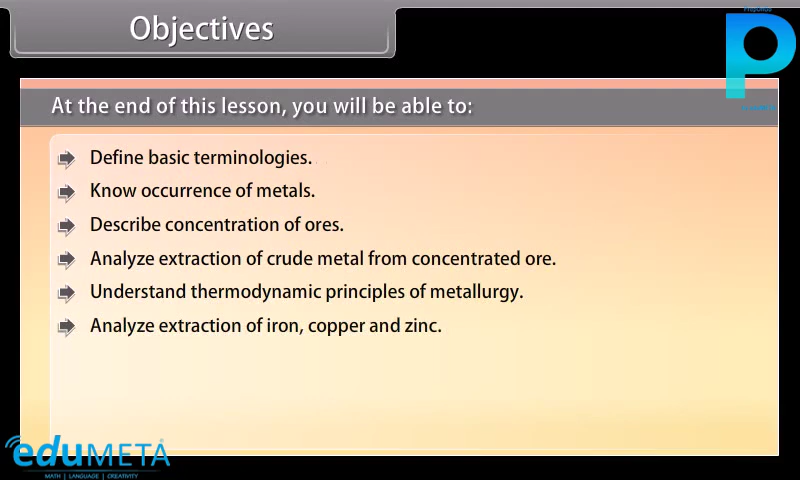 Objectives
P
At the end of this lesson, you will be able to:
Define basic terminologies.
Know occurrence of metals.
Describe concentration of ores.
Analyze extraction of crude metal from concentrated ore.
Understand thermodynamic principles of metallurgy.
Analyze extraction of iron, copper and zinc.
eduMETA
MATH | LANGUAGE | CREATIVITY